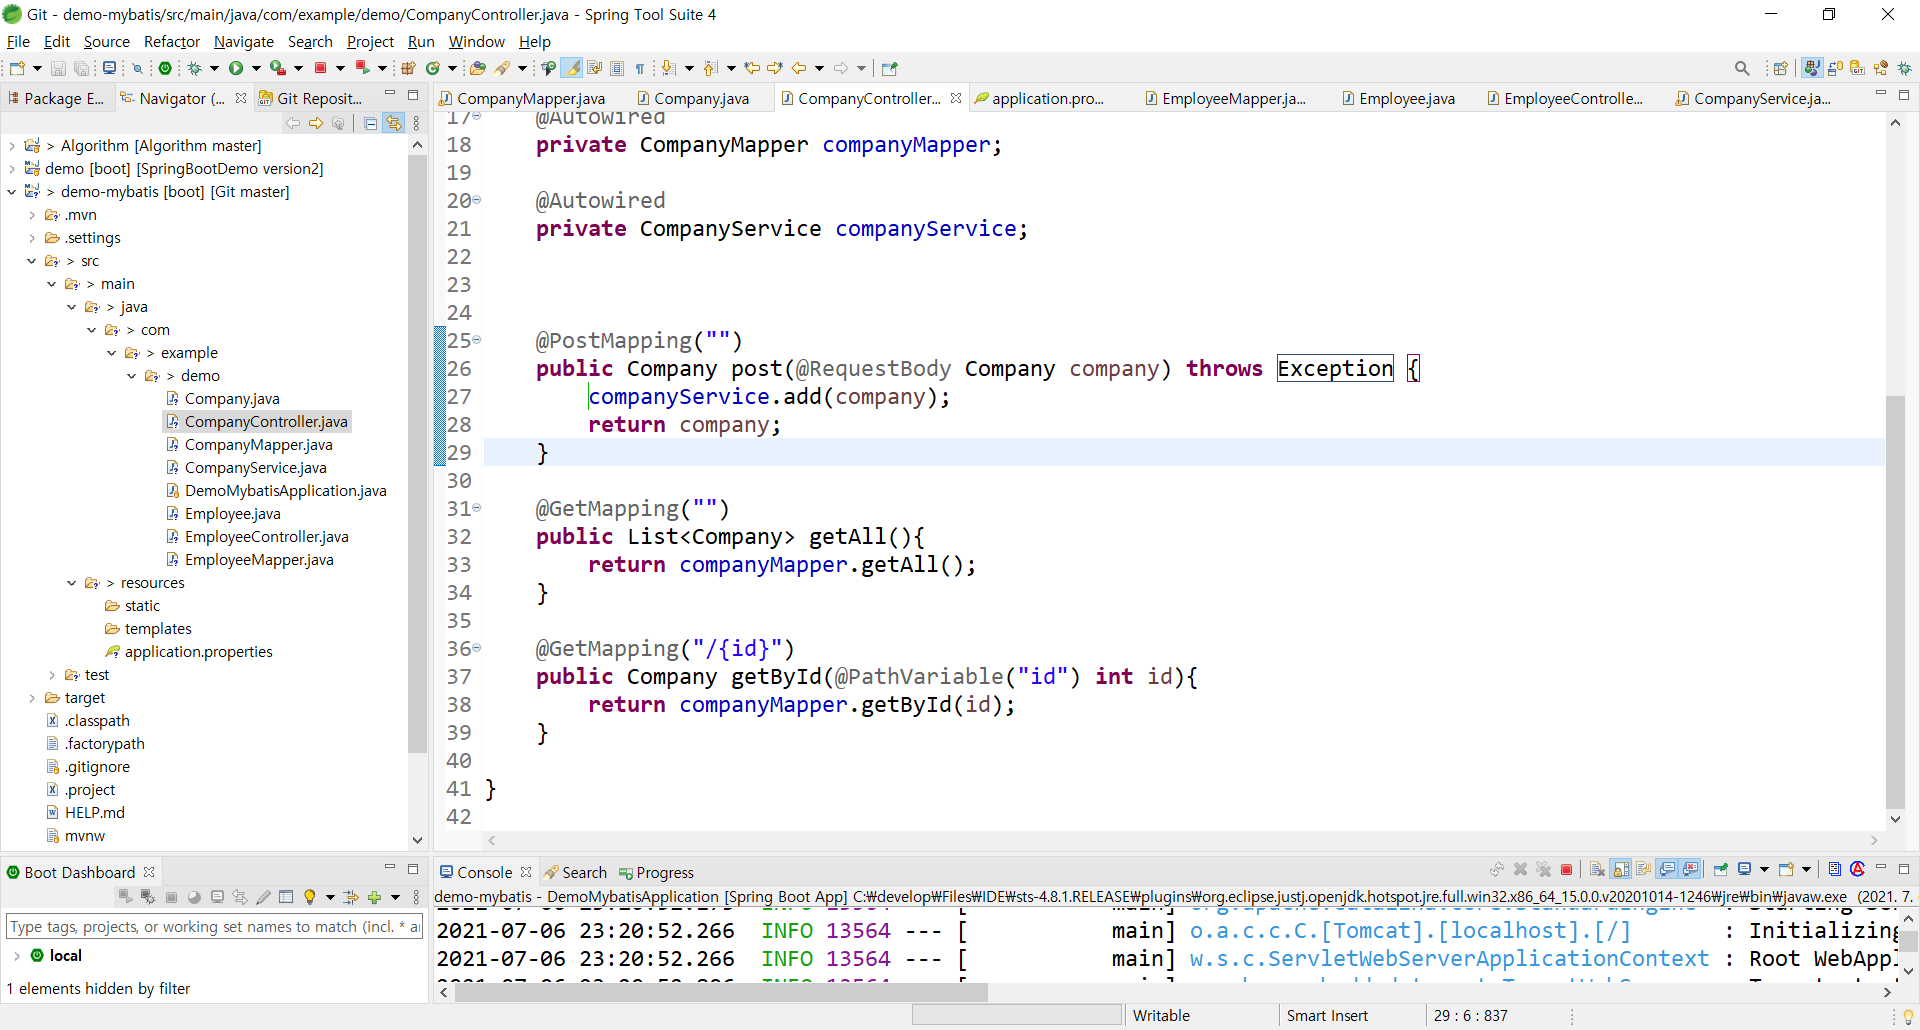 Git - demo-mybatis/src/main/java/com/example/demo/CompanyController.java - Spring Tool Suite 4
File Edit Source Refactor Navigate Search Project Run Window Help
Package E... Navigator (... Git Reposit...
CompanyMapper.java Company.java CompanyController... application.pro... EmployeeMapper.ja... Employee.java EmployeeControlle... CompanyService.ja...
> Algorithm [Algorithm master]
demo [boot] [SpringBootDemo version2]
> demo-mybatis [boot] [Git master]
.mvn
.settings
> src
> main
> java
> com
> example
> demo
Company.java
CompanyController.java
CompanyMapper.java
CompanyService.java
DemoMybatisApplication.java
Employee.java
EmployeeController.java
EmployeeMapper.java
> resources
static
templates
application.properties
test
target
.classpath
.factorypath
.gitignore
.project
HELP.md
mvnw
17 @Autowired
18 private CompanyMapper companyMapper;
19
20 @Autowired
21 private CompanyService companyService;
22
23
24
25 @PostMapping("")
26 public Company post(@RequestBody Company company) throws Exception {
27 companyService.add(company);
28 return company;
29 }
30
31 @GetMapping("")
32 public List<Company> getAll(){
33 return companyMapper.getAll();
34 }
35
36 @GetMapping("/{id}")
37 public Company getById(@PathVariable("id") int id){
38 return companyMapper.getById(id);
39 }
40
41 }
42
Boot Dashboard
Type tags, projects, or working set names to match (incl. * a
local
1 elements hidden by filter
Console Search Progress
demo-mybatis - DemoMybatisApplication [Spring Boot App] C:₩develop₩Files₩IDE₩sts-4.8.1.RELEASE₩plugins₩org.eclipse.justj.openjdk.hotspot.jre.full.win32.x86_64_15.0.0.v20201014-1246₩jre₩bin₩javaw.exe (2021. 7.
2021-07-06 23:20:52.266 INFO 13564 --- [ main] o.a.c.c.C.[Tomcat].[localhost].[/] : Initializing
2021-07-06 23:20:52.266 INFO 13564 --- [ main] w.s.c.ServletWebServerApplicationContext : Root WebAppl
Writable Smart Insert 29 : 6 : 837